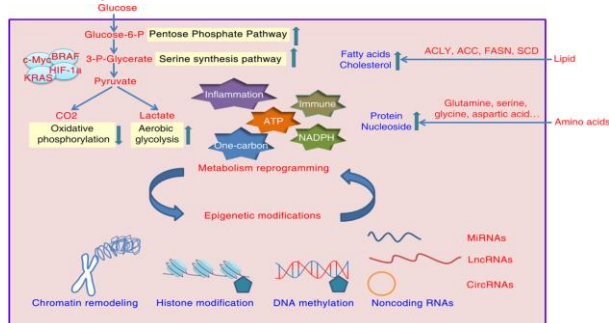 Glucose
Glucose-6-P Pentose Phosphate Pathway
c-Myc BRAF 3-P-Glycerate Serine synthesis pathway
KRAS HIF-1a
Pyruvate
CO2 Lactate
Oxidative phosphorylation Aerobic glycolysis
Fatty acids
Cholesterol
ACLY, ACC, FASN, SCD
Lipid
Protein
Nucleoside
Glutamine, serine,
glycine, aspartic acid...
Amino acids
Inflammation
Immune
ATP
One-carbon
NADPH
Metabolism reprogramming
Epigenetic modifications
MiRNAs
LncRNAs
CircRNAs
Chromatin remodeling Histone modification DNA methylation Noncoding RNAs